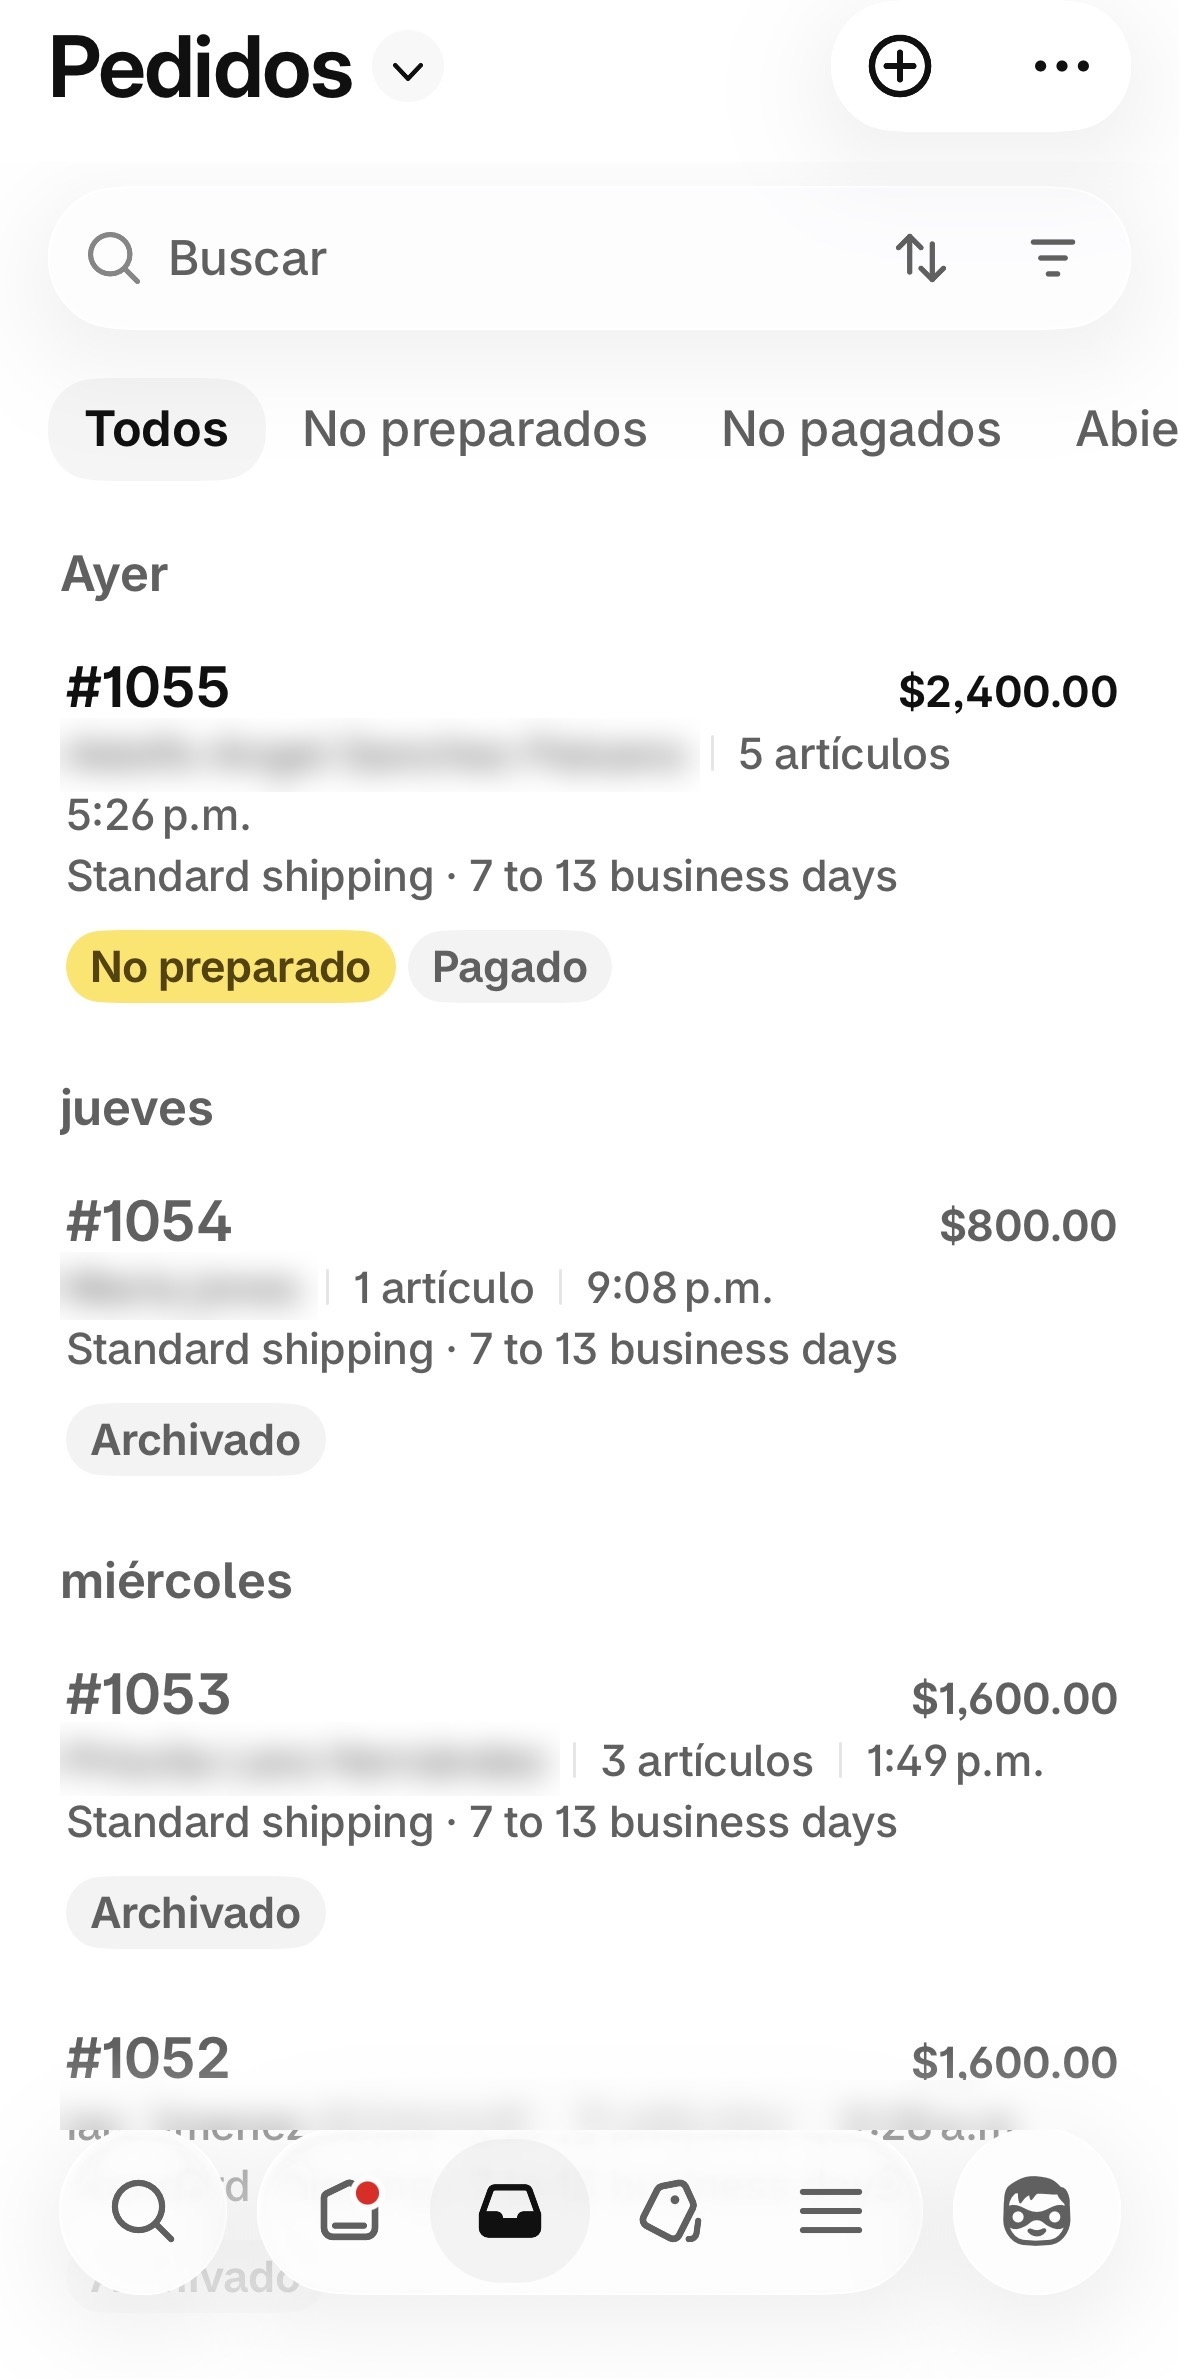 Pedidos
Buscar
Todos No preparados No pagados Abie
Ayer
#1055 $2,400.00
5 artículos
5:26 p.m.
Standard shipping · 7 to 13 business days
No preparado Pagado
jueves
#1054 $800.00
1 artículo 9:08 p.m.
Standard shipping · 7 to 13 business days
Archivado
miércoles
#1053 $1,600.00
3 artículos 1:49 p.m.
Standard shipping · 7 to 13 business days
Archivado
#1052 $1,600.00